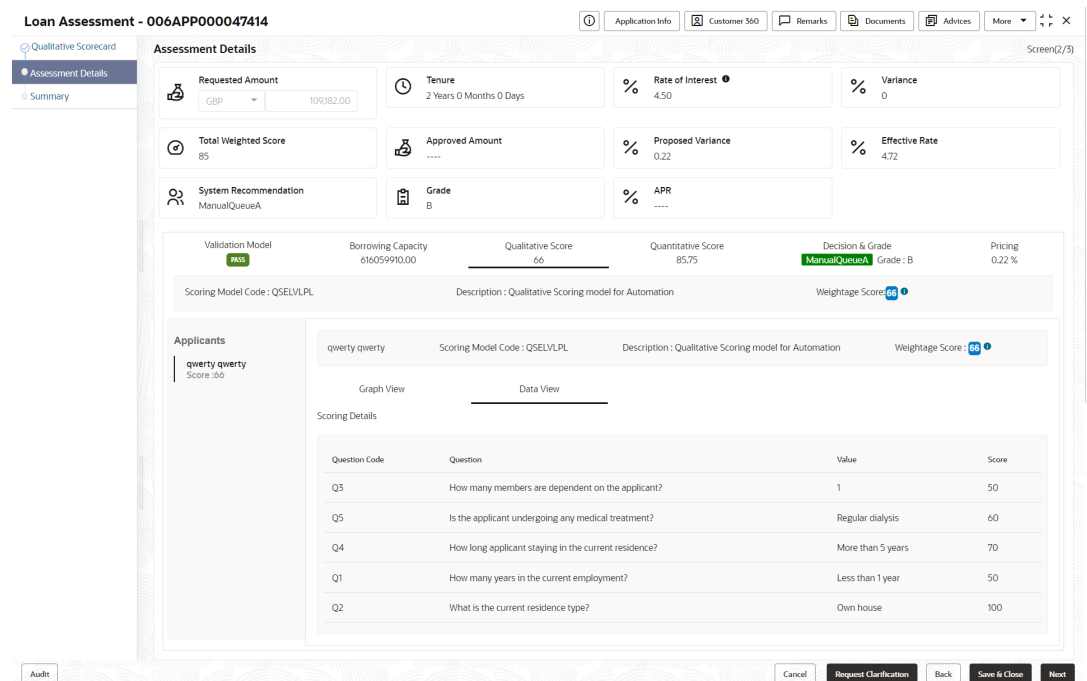 Loan Assessment - 006APP000047414
Application Info
Customer 360
Remarks
Documents
Advices
More
Qualitative Scorecard
Assessment Details
Summary
Assessment Details
Screen(2/3)
Requested Amount
GBP
109,182.00
Tenure
2 Years 0 Months 0 Days
Rate of Interest
4.50
Variance
0
Total Weighted Score
85
Approved Amount
----
Proposed Variance
0.22
Effective Rate
4.72
System Recommendation
ManualQueueA
Grade
B
APR
----
Validation Model
PASS
Borrowing Capacity
616059910.00
Qualitative Score
66
Quantitative Score
85.75
Decision & Grade
ManualQueueA Grade : B
Pricing
0.22 %
Scoring Model Code : QSELVLPL
Description : Qualitative Scoring model for Automation
Weightage Score:66
Applicants
qwerty qwerty
Score :66
qwerty qwerty
Scoring Model Code : QSELVLPL
Description : Qualitative Scoring model for Automation
Weightage Score : 66
Graph View
Data View
Scoring Details
Question Code Question Value Score
Q3 How many members are dependent on the applicant? 1 50
Q5 Is the applicant undergoing any medical treatment? Regular dialysis 60
Q4 How long applicant staying in the current residence? More than 5 years 70
Q1 How many years in the current employment? Less than 1 year 50
Q2 What is the current residence type? Own house 100
Audit
Cancel
Request Clarification
Back
Save & Close
Next